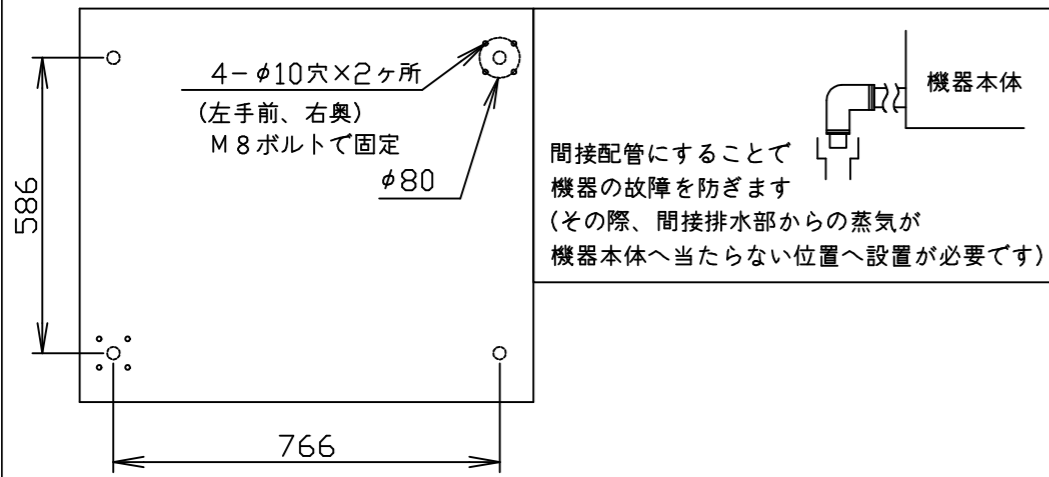 4-φ10穴×2ヶ所
(左手前、右奥)
M8ボルトで固定
φ80
586
766
機器本体
間接配管にすることで
機器の故障を防ぎます
(その際、間接排水部からの蒸気が
機器本体へ当たらない位置へ設置が必要です)